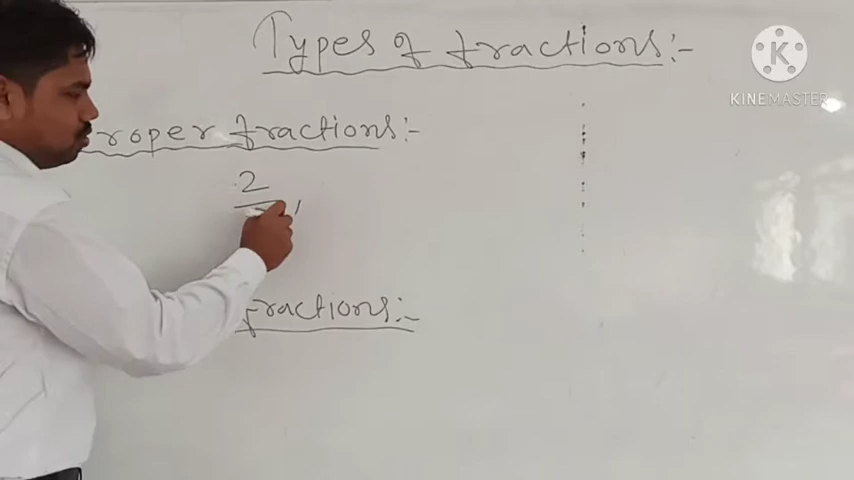 Types of fractions:-
K
KINEMASTER
roper fractions:-
2
fractions:-